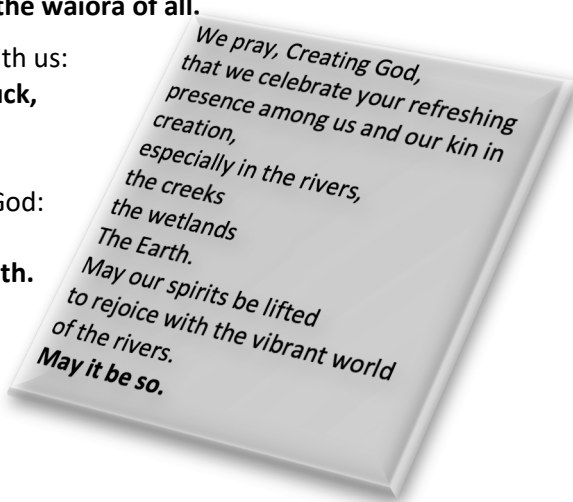 the waiora of all.
th us:
uck,
God:
th.
We pray, Creating God,
that we celebrate your refreshing
presence among us and our kin in
creation,
especially in the rivers,
the creeks
the wetlands
The Earth.
May our spirits be lifted
to rejoice with the vibrant world
of the rivers.
May it be so.